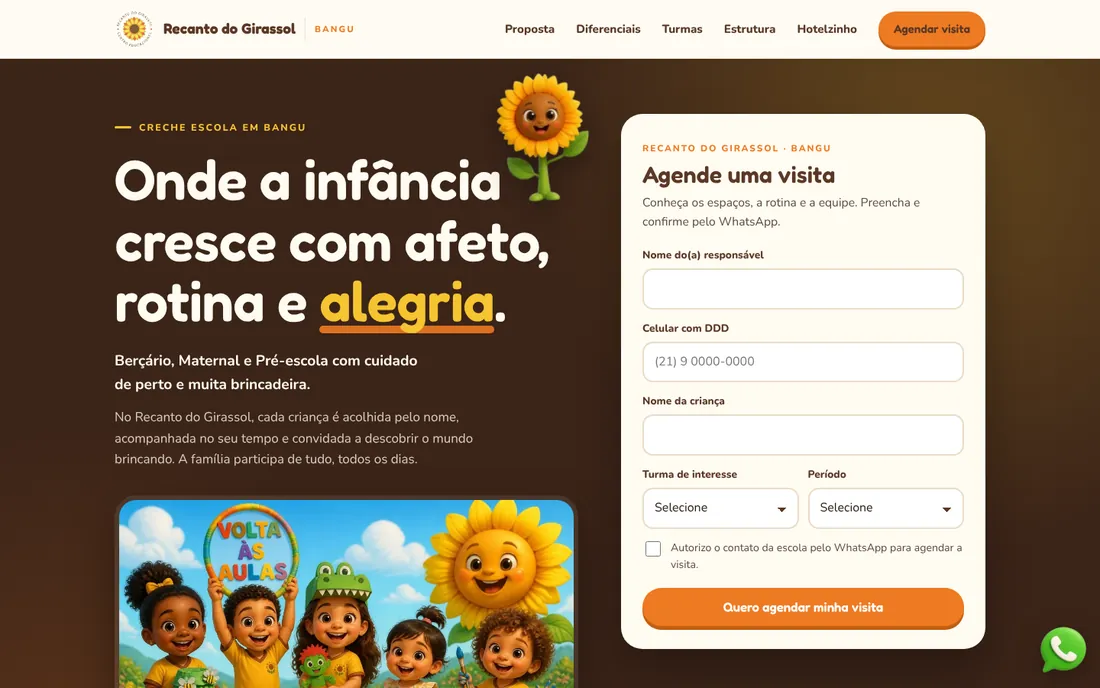 Recanto do Girassol
BANGU
Proposta
Diferenciais
Turmas
Estrutura
Hotelzinho
Agendar visita
CRECHE ESCOLA EM BANGU
Onde a infância
cresce com afeto,
rotina e alegria.
Berçário, Maternal e Pré-escola com cuidado
de perto e muita brincadeira.
No Recanto do Girassol, cada criança é acolhida pelo nome,
acompanhada no seu tempo e convidada a descobrir o mundo
brincando. A família participa de tudo, todos os dias.
VOLTA
ÀS
AULAS
RECANTO DO GIRASSOL · BANGU
Agende uma visita
Conheça os espaços, a rotina e a equipe. Preencha e
confirme pelo WhatsApp.
Nome do(a) responsável
Celular com DDD
(21) 9 0000-0000
Nome da criança
Turma de interesse
Período
Selecione
Selecione
Autorizo o contato da escola pelo WhatsApp para agendar a
visita.
Quero agendar minha visita